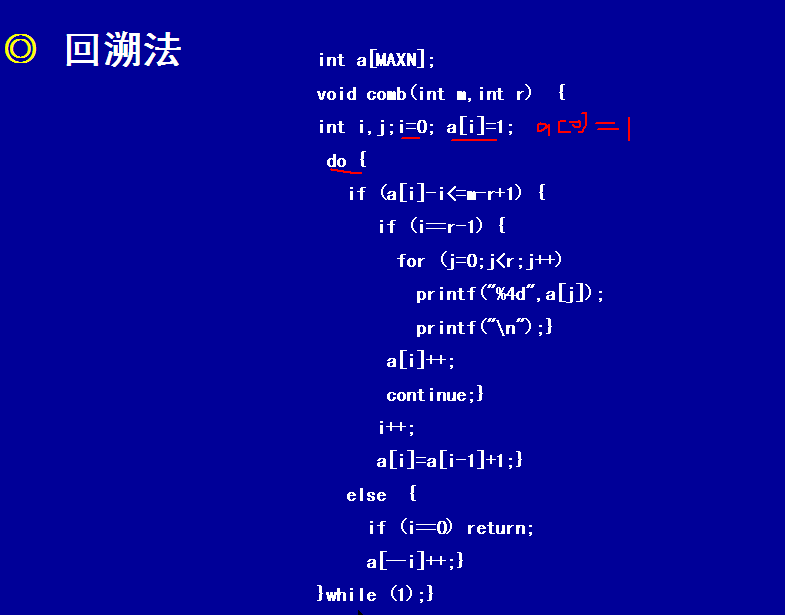 ◎ 回溯法
int a[MAXN];
void comb(int m,int r) {
int i,j;i=0; a[i]=1; a[0]=1
do {
if (a[i]-i<=m-r+1) {
if (i==r-1) {
for (j=0;j<r;j++)
printf("%4d",a[j]);
printf("\n");}
a[i]++;
continue;}
i++;
a[i]=a[i-1]+1;}
else {
if (i==0) return;
a[--i]++;}
}while (1);}